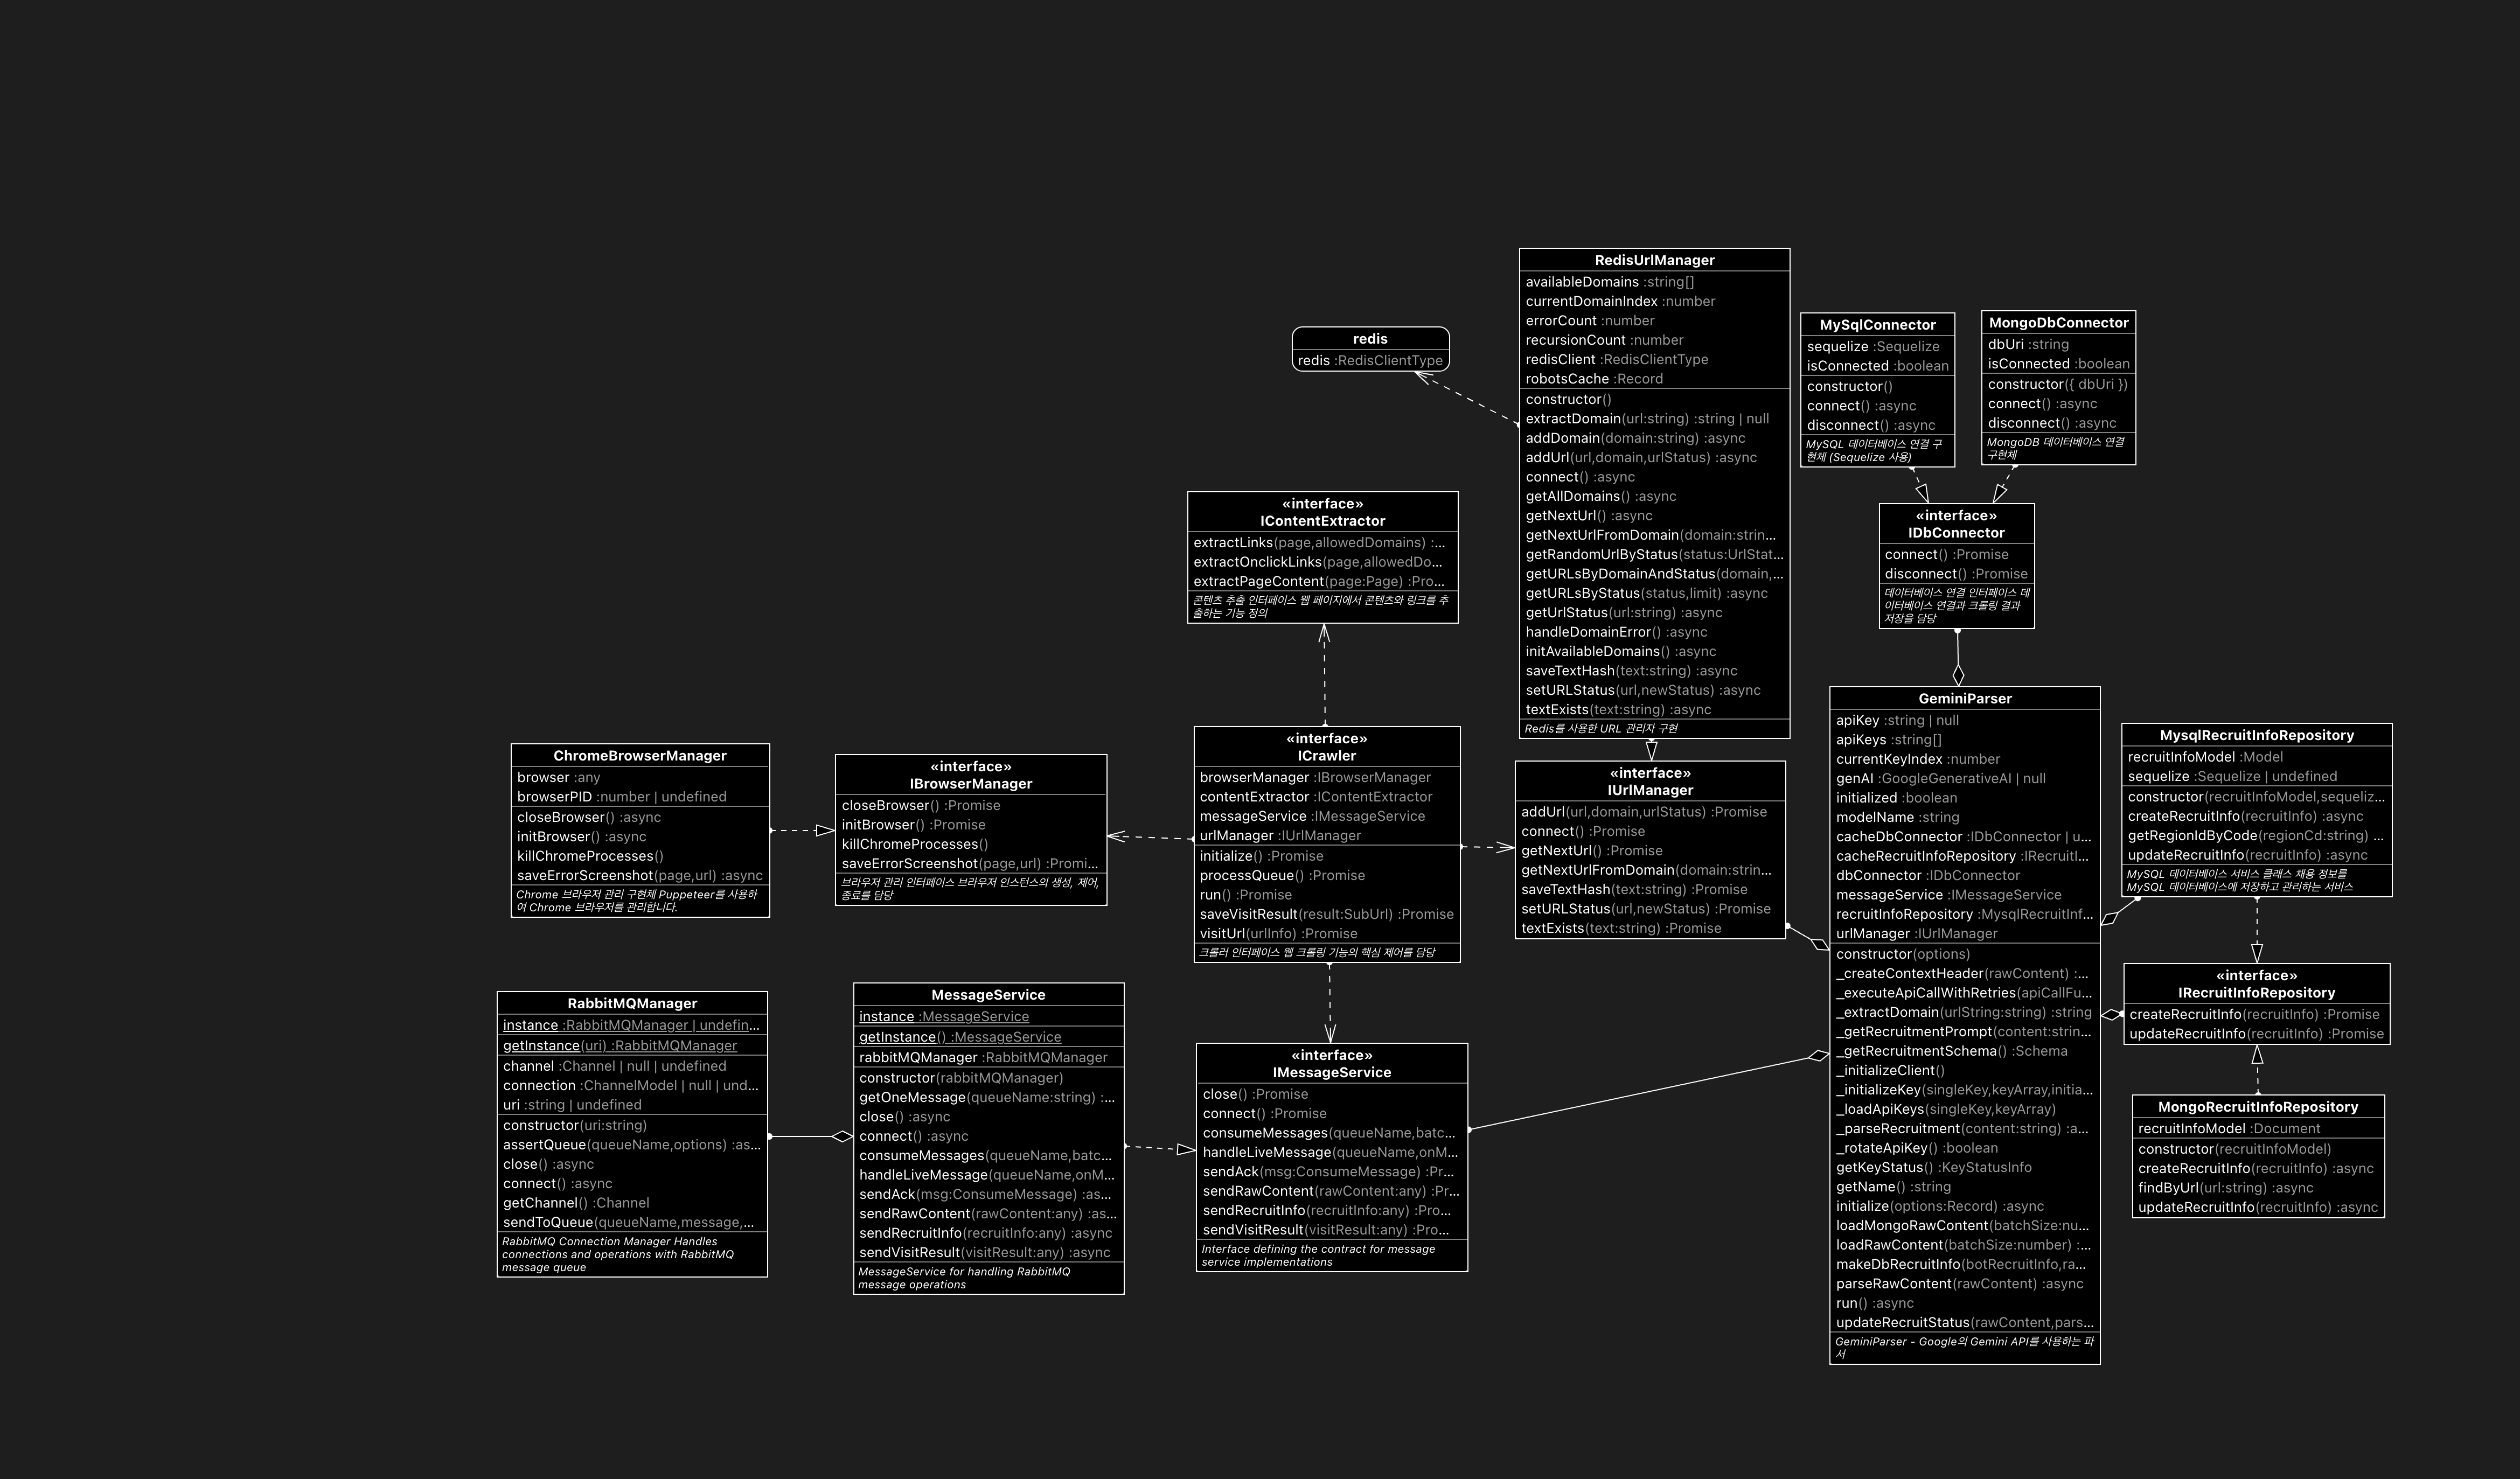 RedisUrlManager
availableDomains :string[]
currentDomainIndex :number
errorCount :number
recursionCount :number
redisClient :RedisClientType
robotsCache :Record
constructor()
extractDomain(url:string) :string | null
addDomain(domain:string) :async
addUrl(url,domain,urlStatus) :async
connect() :async
getAllDomains() :async
getNextUrl() :async
getNextUrlFromDomain(domain:strin...
getRandomUrlByStatus(status:UrlStat...
getURLsByDomainAndStatus(domain,...
getURLsByStatus(status,limit) :async
getUrlStatus(url:string) :async
handleDomainError() :async
initAvailableDomains() :async
saveTextHash(text:string) :async
setURLStatus(url,newStatus) :async
textExists(text:string) :async
Redis를 사용한 URL 관리자 구현
redis
redis :RedisClientType
MySqlConnector
sequelize :Sequelize
isConnected :boolean
constructor()
connect() :async
disconnect() :async
MySQL 데이터베이스 연결 구
현체 (Sequelize 사용)
MongoDbConnector
dbUri :string
isConnected :boolean
constructor({ dbUri })
connect() :async
disconnect() :async
MongoDB 데이터베이스 연결
구현체
«interface»
IContentExtractor
extractLinks(page,allowedDomains) :...
extractOnclickLinks(page,allowedDo...
extractPageContent(page:Page) :Pro...
콘텐츠 추출 인터페이스 웹 페이지에서 콘텐츠와 링크를 추
출하는 기능 정의
«interface»
IDbConnector
connect() :Promise
disconnect() :Promise
데이터베이스 연결 인터페이스 데
이터베이스 연결과 크롤링 결과
저장을 담당
ChromeBrowserManager
browser :any
browserPID :number | undefined
closeBrowser() :async
initBrowser() :async
killChromeProcesses()
saveErrorScreenshot(page,url) :async
Chrome 브라우저 관리 구현체 Puppeteer를 사용하
여 Chrome 브라우저를 관리합니다.
«interface»
IBrowserManager
closeBrowser() :Promise
initBrowser() :Promise
killChromeProcesses()
saveErrorScreenshot(page,url) :Promi...
브라우저 관리 인터페이스 브라우저 인스턴스의 생성, 제어,
종료를 담당
«interface»
ICrawler
browserManager :IBrowserManager
contentExtractor :IContentExtractor
messageService :IMessageService
urlManager :IUrlManager
initialize() :Promise
processQueue() :Promise
run() :Promise
saveVisitResult(result:SubUrl) :Promise
visitUrl(urlInfo) :Promise
크롤러 인터페이스 웹 크롤링 기능의 핵심 제어를 담당
«interface»
IUrlManager
addUrl(url,domain,urlStatus) :Promise
connect() :Promise
getNextUrl() :Promise
getNextUrlFromDomain(domain:strin...
saveTextHash(text:string) :Promise
setURLStatus(url,newStatus) :Promise
textExists(text:string) :Promise
GeminiParser
apiKey :string | null
apiKeys :string[]
currentKeyIndex :number
genAI :GoogleGenerativeAI | null
initialized :boolean
modelName :string
cacheDbConnector :IDbConnector | u...
cacheRecruitInfoRepository :IRecruitI...
dbConnector :IDbConnector
messageService :IMessageService
recruitInfoRepository :MysqlRecruitInf...
urlManager :IUrlManager
constructor(options)
_createContextHeader(rawContent) :...
_executeApiCallWithRetries(apiCallFu...
_extractDomain(urlString:string) :string
_getRecruitmentPrompt(content:strin...
_getRecruitmentSchema() :Schema
_initializeClient()
_initializeKey(singleKey,keyArray,initia...
_loadApiKeys(singleKey,keyArray)
_parseRecruitment(content:string) :a...
_rotateApiKey() :boolean
getKeyStatus() :KeyStatusInfo
getName() :string
initialize(options:Record) :async
loadMongoRawContent(batchSize:nu...
loadRawContent(batchSize:number) :...
makeDbRecruitInfo(botRecruitInfo,ra...
parseRawContent(rawContent) :async
run() :async
updateRecruitStatus(rawContent,pars...
GeminiParser - Google의 Gemini API를 사용하는 파
서
MysqlRecruitInfoRepository
recruitInfoModel :Model
sequelize :Sequelize | undefined
constructor(recruitInfoModel,sequeliz...
createRecruitInfo(recruitInfo) :async
getRegionIdByCode(regionCd:string) ...
updateRecruitInfo(recruitInfo) :async
MySQL 데이터베이스 서비스 클래스 채용 정보를
MySQL 데이터베이스에 저장하고 관리하는 서비스
«interface»
IRecruitInfoRepository
createRecruitInfo(recruitInfo) :Promise
updateRecruitInfo(recruitInfo) :Promise
MongoRecruitInfoRepository
recruitInfoModel :Document
constructor(recruitInfoModel)
createRecruitInfo(recruitInfo) :async
findByUrl(url:string) :async
updateRecruitInfo(recruitInfo) :async
RabbitMQManager
instance :RabbitMQManager | undefin...
getInstance(uri) :RabbitMQManager
channel :Channel | null | undefined
connection :ChannelModel | null | und...
uri :string | undefined
constructor(uri:string)
assertQueue(queueName,options) :as...
close() :async
connect() :async
getChannel() :Channel
sendToQueue(queueName,message,...
RabbitMQ Connection Manager Handles
connections and operations with RabbitMQ
message queue
MessageService
instance :MessageService
getInstance() :MessageService
rabbitMQManager :RabbitMQManager
constructor(rabbitMQManager)
getOneMessage(queueName:string) :...
close() :async
connect() :async
consumeMessages(queueName,batc...
handleLiveMessage(queueName,onM...
sendAck(msg:ConsumeMessage) :as...
sendRawContent(rawContent:any) :as...
sendRecruitInfo(recruitInfo:any) :async
sendVisitResult(visitResult:any) :async
MessageService for handling RabbitMQ
message operations
«interface»
IMessageService
close() :Promise
connect() :Promise
consumeMessages(queueName,batc...
handleLiveMessage(queueName,onM...
sendAck(msg:ConsumeMessage) :Pr...
sendRawContent(rawContent:any) :Pr...
sendRecruitInfo(recruitInfo:any) :Pro...
sendVisitResult(visitResult:any) :Pro...
Interface defining the contract for message
service implementations